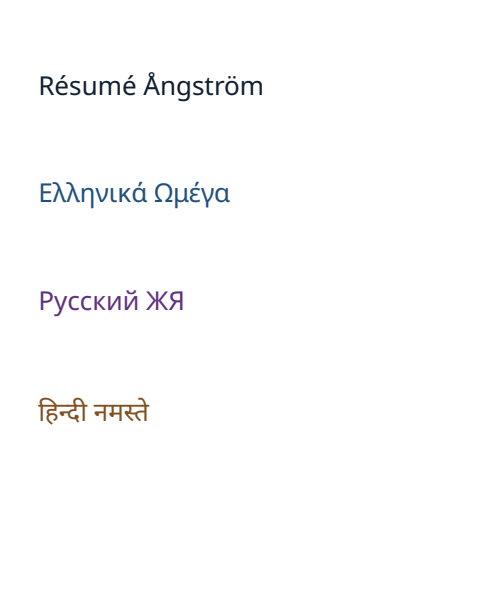 Résumé Ångström
Ελληνικά Ωμέγα
Русский ЖЯ
हिन्दी नमस्ते